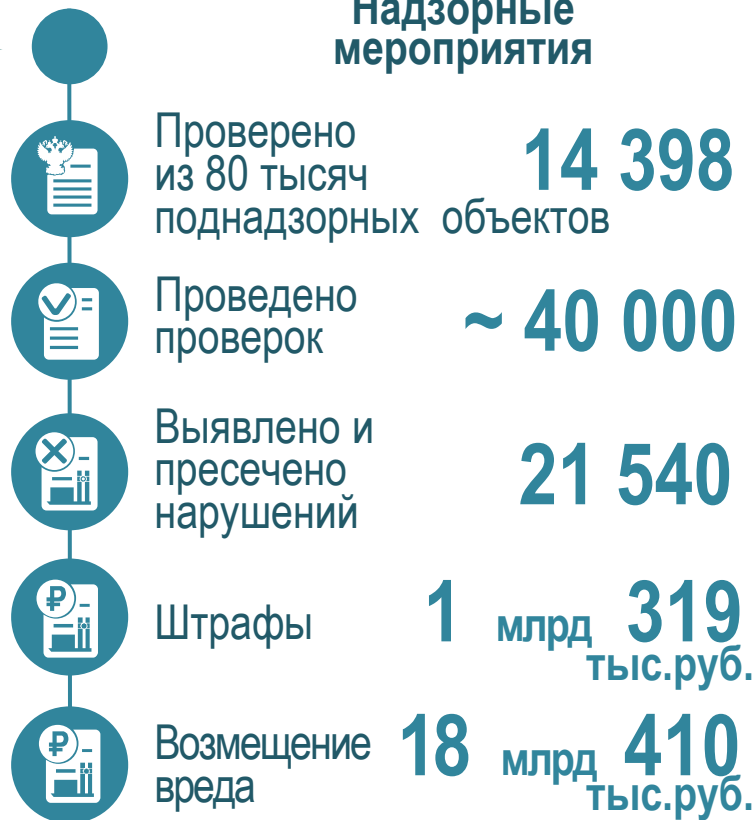 Надзорные
мероприятия
Проверено
из 80 тысяч
поднадзорных объектов
14 398
Проведено
проверок
~ 40 000
Выявлено и
пресечено
нарушений
21 540
Штрафы
1 млрд 319
тыс.руб.
Возмещение
вреда
18 млрд 410
тыс.руб.